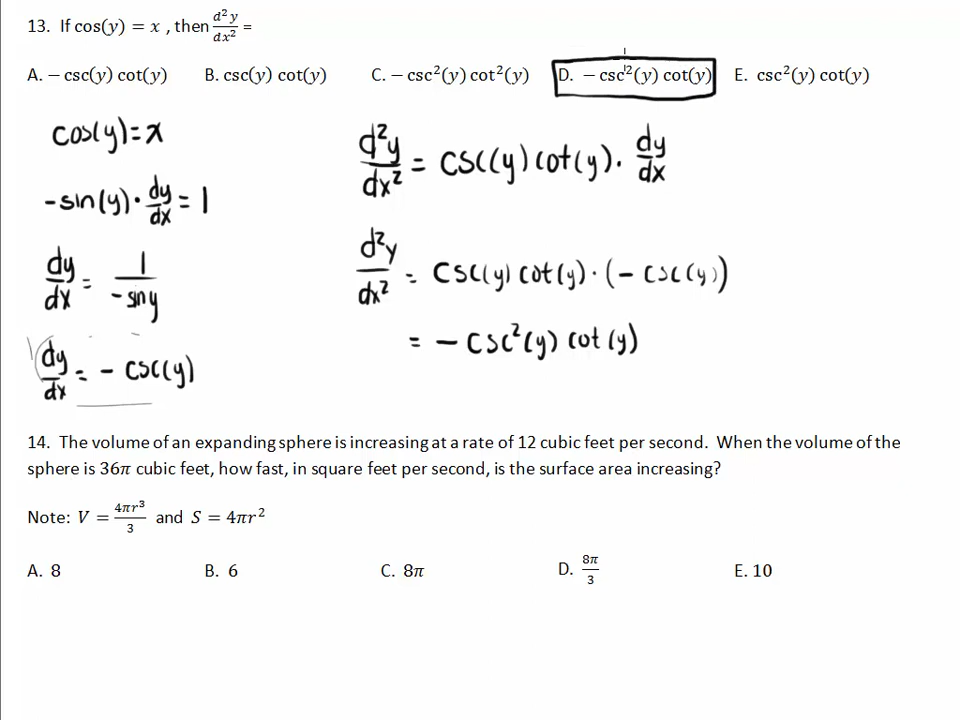 13. If cos(y) = x , then d²y/dx² =
A. − csc(y) cot(y) B. csc(y) cot(y) C. − csc²(y) cot²(y) D. − csc²(y) cot(y) E. csc²(y) cot(y)
cos(y)=x
-sin(y)·dy/dx = 1
dy/dx = 1/-sin y
dy/dx = - csc(y)
d²y/dx² = csc(y) cot(y) · dy/dx
d²y/dx² = csc(y) cot(y) · (- csc(y))
= - csc²(y) cot(y)
14. The volume of an expanding sphere is increasing at a rate of 12 cubic feet per second. When the volume of the
sphere is 36π cubic feet, how fast, in square feet per second, is the surface area increasing?
Note: V = 4πr³/3 and S = 4πr²
A. 8 B. 6 C. 8π D. 8π/3 E. 10